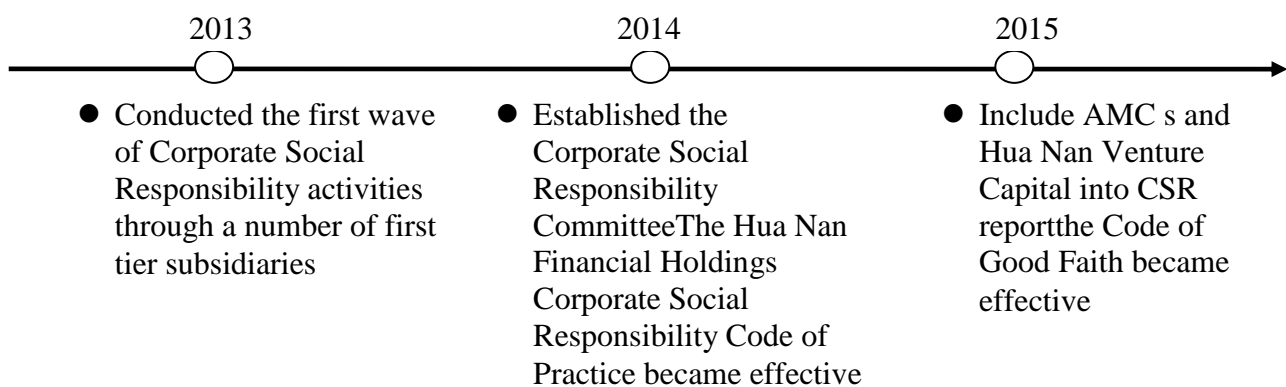 2013
2014
2015
● Conducted the first wave
of Corporate Social
Responsibility activities
through a number of first
tier subsidiaries
● Established the
Corporate Social
Responsibility
CommitteeThe Hua Nan
Financial Holdings
Corporate Social
Responsibility Code of
Practice became effective
● Include AMC s and
Hua Nan Venture
Capital into CSR
reportthe Code of
Good Faith became
effective